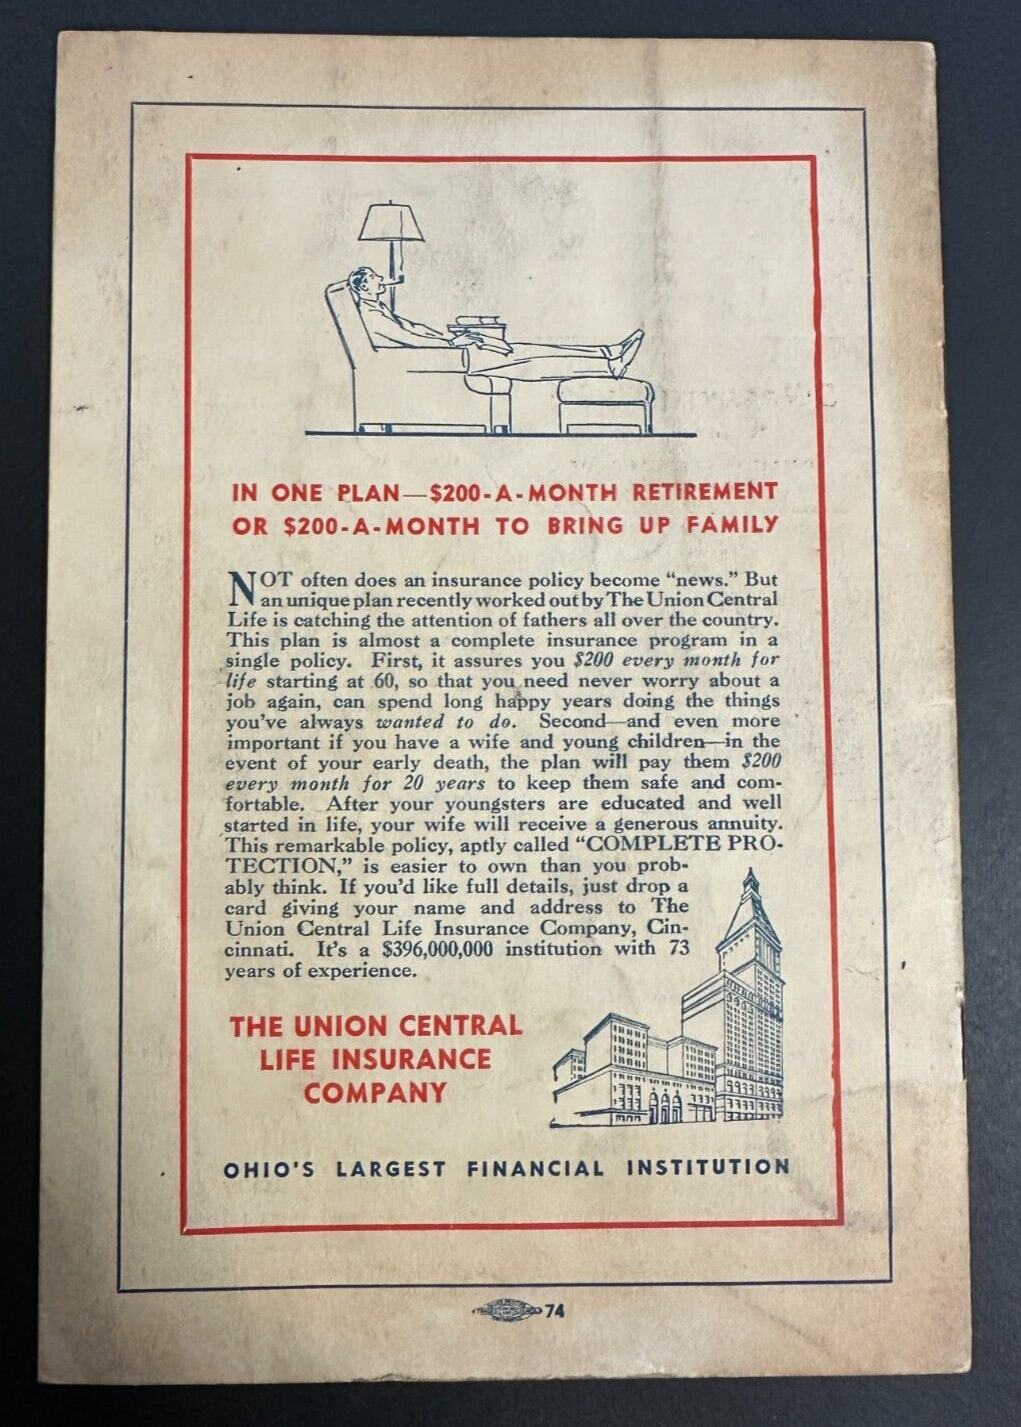 IN ONE PLAN—$200-A-MONTH RETIREMENT
OR $200-A-MONTH TO BRING UP FAMILY
NOT often does an insurance policy become “news.” But
an unique plan recently worked out by The Union Central
Life is catching the attention of fathers all over the country.
This plan is almost a complete insurance program in a
single policy. First, it assures you $200 every month for
life starting at 60, so that you need never worry about a
job again, can spend long happy years doing the things
you’ve always wanted to do. Second—and even more
important if you have a wife and young children—in the
event of your early death, the plan will pay them $200
every month for 20 years to keep them safe and com-
fortable. After your youngsters are educated and well
started in life, your wife will receive a generous annuity.
This remarkable policy, aptly called “COMPLETE PRO-
TECTION,” is easier to own than you prob-
ably think. If you’d like full details, just drop a
card giving your name and address to The
Union Central Life Insurance Company, Cin-
cinnati. It’s a $396,000,000 institution with 73
years of experience.
THE UNION CENTRAL
LIFE INSURANCE
COMPANY
OHIO'S LARGEST FINANCIAL INSTITUTION
74